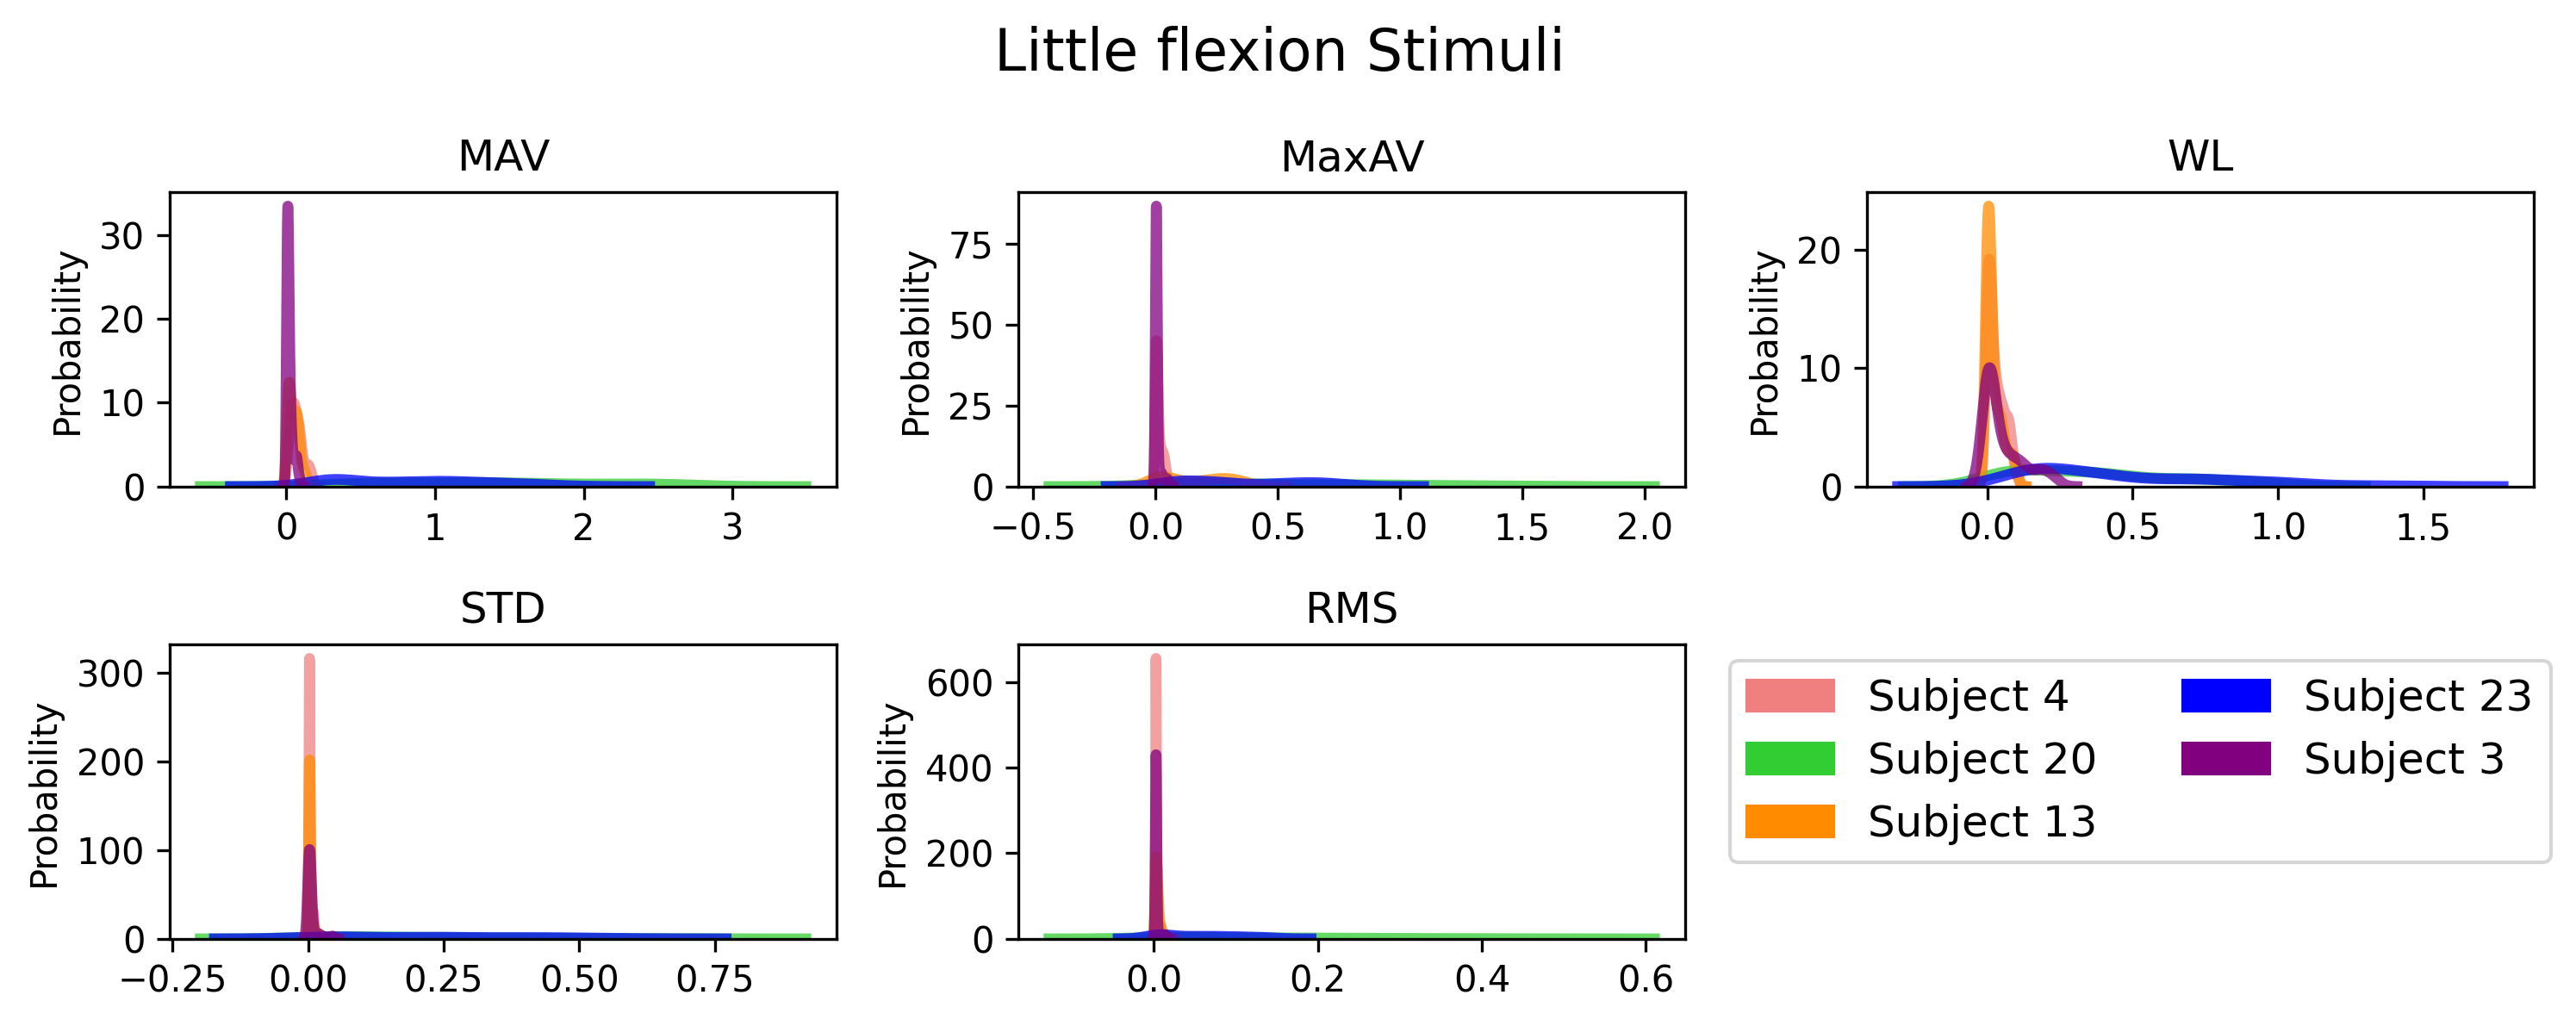 Little flexion Stimuli
MAV
Probability
30
20
10
0
0 1 2 3
MaxAV
Probability
75
50
25
0
−0.5 0.0 0.5 1.0 1.5 2.0
WL
Probability
20
10
0
0.0 0.5 1.0 1.5
STD
Probability
300
200
100
0
−0.25 0.00 0.25 0.50 0.75
RMS
Probability
600
400
200
0
0.0 0.2 0.4 0.6
Subject 4
Subject 20
Subject 13
Subject 23
Subject 3